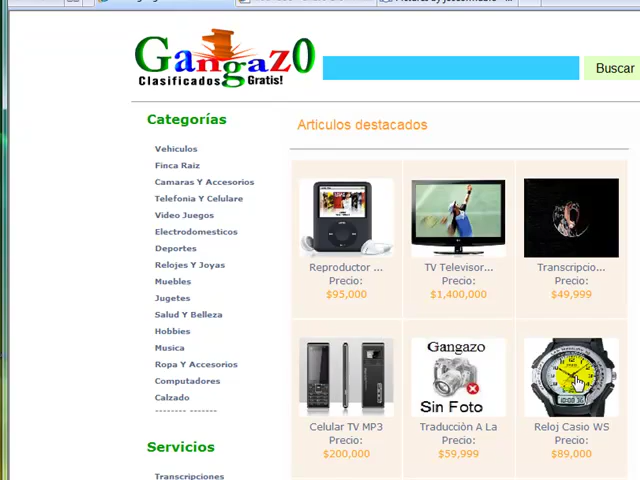 Gangazo
Clasificados Gratis!
Buscar
Categorías
Vehiculos
Finca Raiz
Camaras Y Accesorios
Telefonia Y Celulare
Video Juegos
Electrodomesticos
Deportes
Relojes Y Joyas
Muebles
Jugetes
Salud Y Belleza
Hobbies
Musica
Ropa Y Accesorios
Computadores
Calzado
-------- -------
Servicios
Transcripciones
Articulos destacados
Reproductor ...
Precio:
$95,000
TV Televisor...
Precio:
$1,400,000
Transcripcio...
Precio:
$49,999
Celular TV MP3
Precio:
$200,000
Gangazo
Sin Foto
Traducción A La
Precio:
$59,999
Reloj Casio WS
Precio:
$89,000